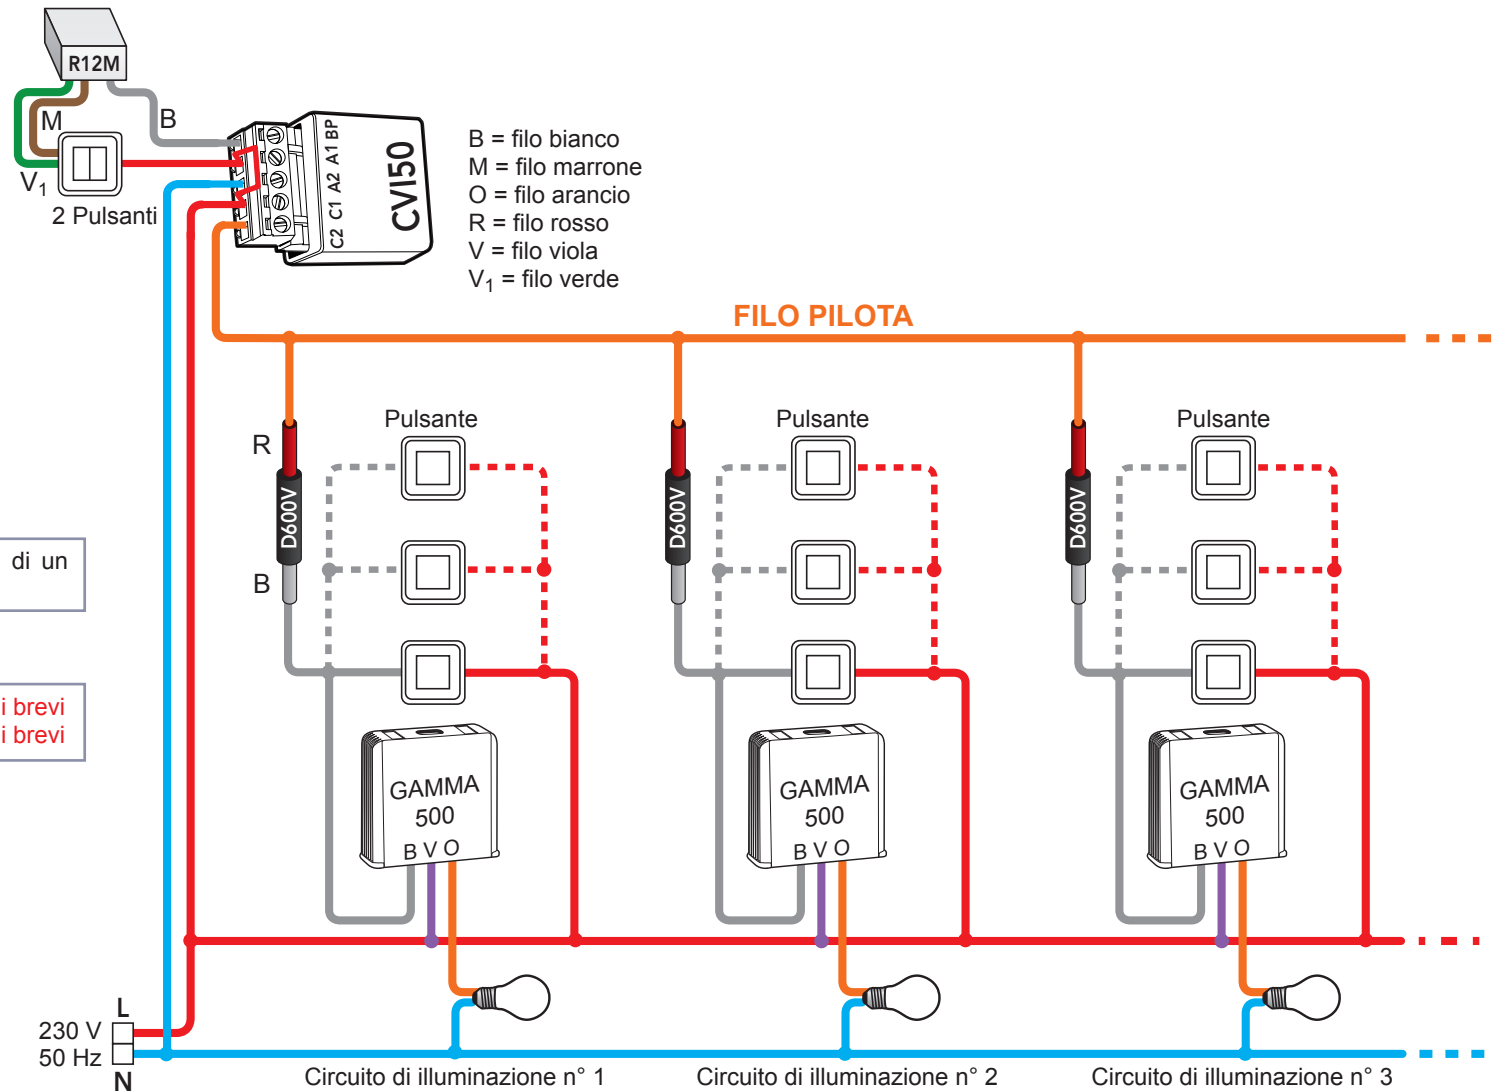 R12M
M
B
V1
2 Pulsanti
C2 C1 A2 A1 BP
CVI50
B = filo bianco
M = filo marrone
O = filo arancio
R = filo rosso
V = filo viola
V1 = filo verde
FILO PILOTA
R
D600V
B
Pulsante
D600V
Pulsante
D600V
Pulsante
di un
i brevi
i brevi
GAMMA
500
B V O
GAMMA
500
B V O
GAMMA
500
B V O
L
230 V
50 Hz
N
Circuito di illuminazione n° 1
Circuito di illuminazione n° 2
Circuito di illuminazione n° 3